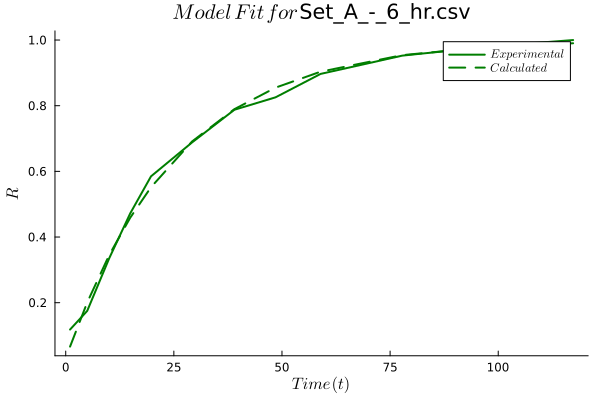 Model Fit for Set_A_-_6_hr.csv
1.0
Experimental
Calculated
0.8
0.6
R
0.4
0.2
0 25 50 75 100
Time(t)